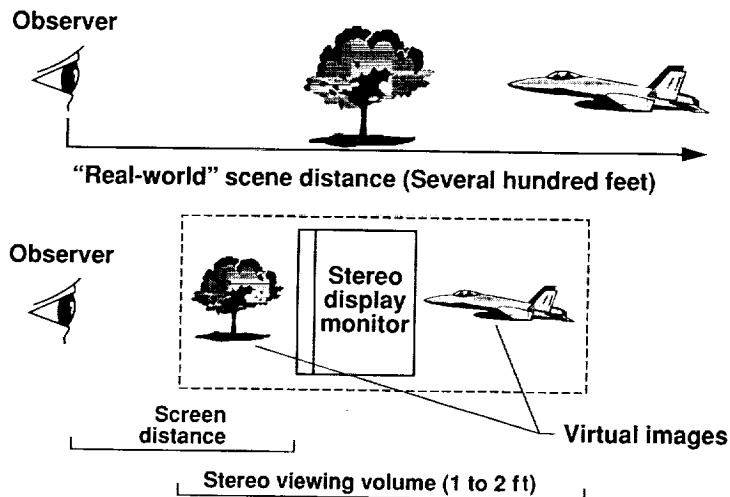 Observer
“Real-world” scene distance (Several hundred feet)
Observer
Stereo
display
monitor
Screen
distance
Virtual images
Stereo viewing volume (1 to 2 ft)